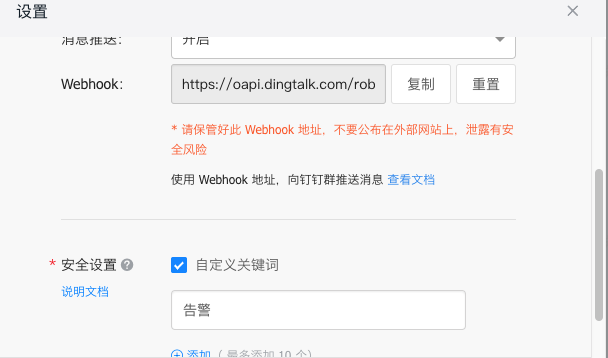 设置
消息推送： 开启
Webhook： https://oapi.dingtalk.com/rob 复制 重置
* 请保管好此 Webhook 地址，不要公布在外部网站上，泄露有安
全风险
使用 Webhook 地址，向钉钉群推送消息 查看文档
* 安全设置 ? 自定义关键词
说明文档
告警
添加（最多添加 10 个）